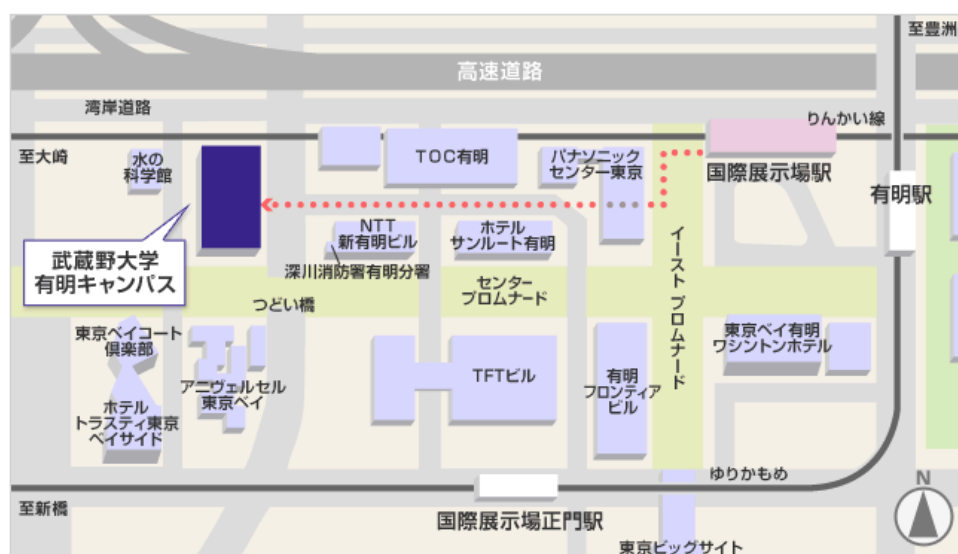 至豊洲
高速道路
湾岸道路
りんかい線
至大崎
水の
科学館
TOC有明
パナソニック
センター東京
国際展示場駅
有明駅
武蔵野大学
有明キャンパス
NTT
新有明ビル
ホテル
サンルート有明
深川消防署有明分署
イースト プロムナード
センター
プロムナード
つどい橋
東京ベイコート
倶楽部
アニヴェルセル
東京ベイ
ホテル
トラスティ東京
ベイサイド
TFTビル
有明
フロンティア
ビル
東京ベイ有明
ワシントンホテル
ゆりかもめ
N
至新橋
国際展示場正門駅
東京ビッグサイト